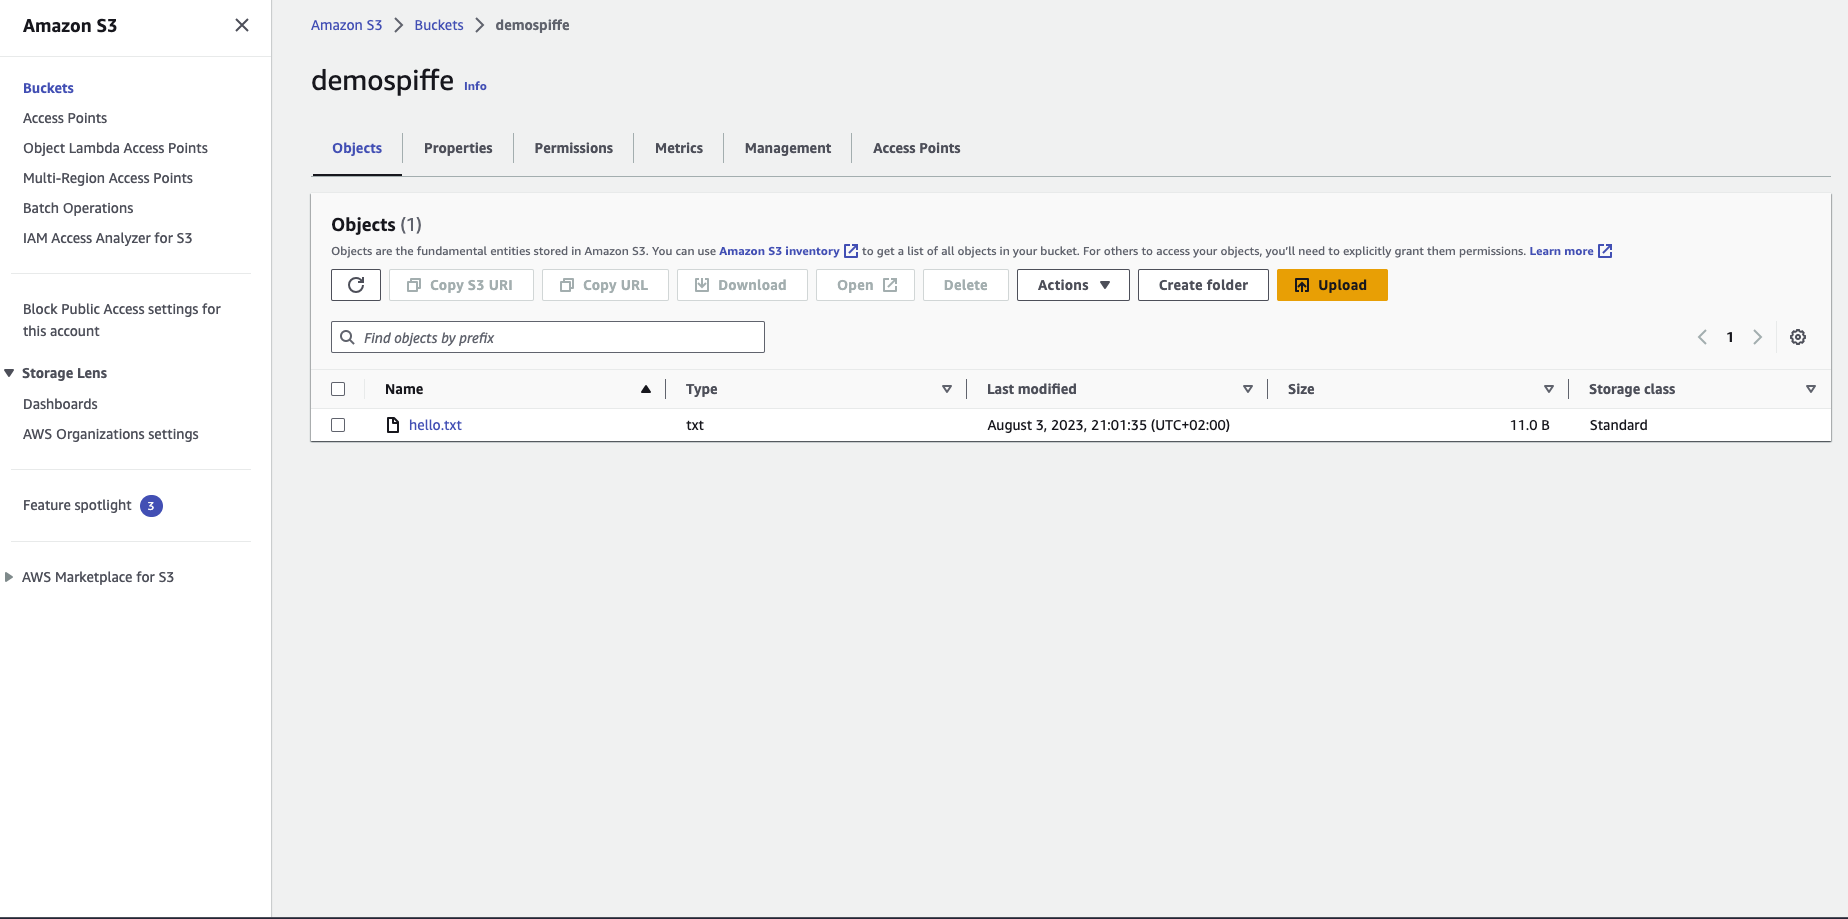 Amazon S3
Buckets
Access Points
Object Lambda Access Points
Multi-Region Access Points
Batch Operations
IAM Access Analyzer for S3
Block Public Access settings for
this account
Storage Lens
Dashboards
AWS Organizations settings
Feature spotlight 3
AWS Marketplace for S3
Amazon S3 Buckets demospiffe
demospiffe Info
Objects Properties Permissions Metrics Management Access Points
Objects (1)
Objects are the fundamental entities stored in Amazon S3. You can use Amazon S3 inventory to get a list of all objects in your bucket. For others to access your objects, you'll need to explicitly grant them permissions. Learn more
Copy S3 URI Copy URL Download Open Delete Actions Create folder Upload
Find objects by prefix 1
Name Type Last modified Size Storage class
hello.txt txt August 3, 2023, 21:01:35 (UTC+02:00) 11.0 B Standard